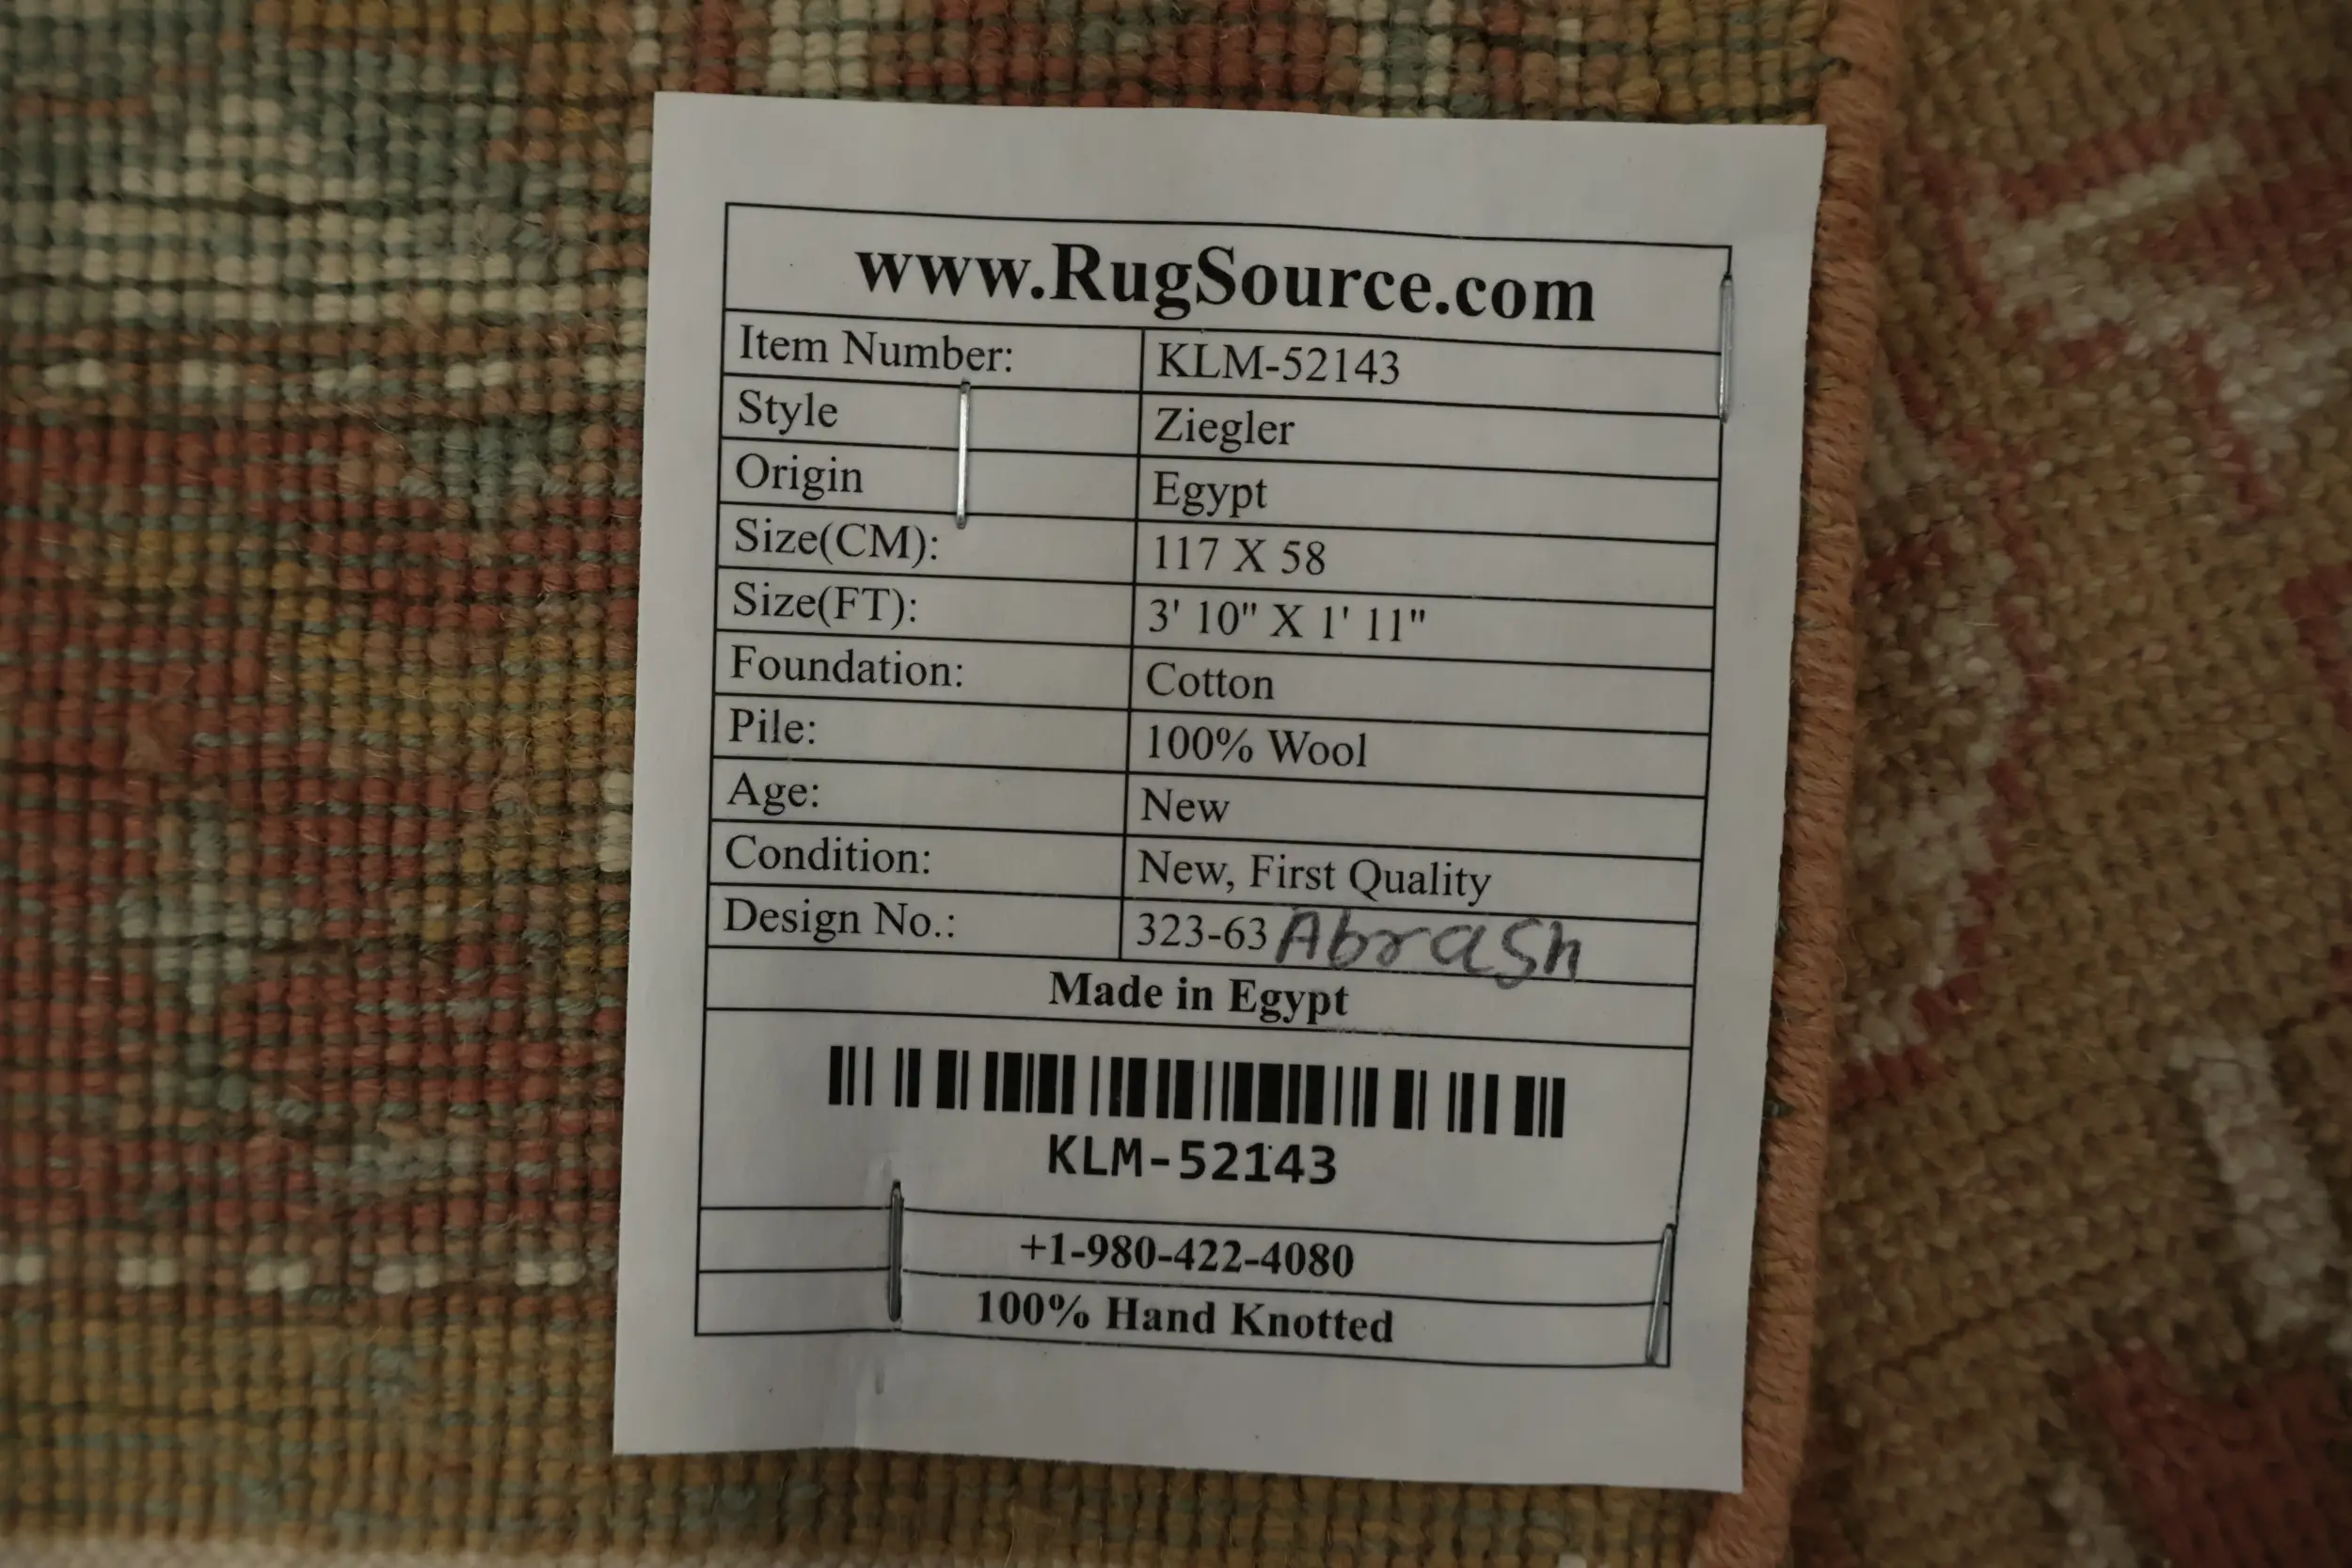 www.RugSource.com
Item Number: KLM-52143
Style Ziegler
Origin Egypt
Size(CM): 117 X 58
Size(FT): 3' 10" X 1' 11"
Foundation: Cotton
Pile: 100% Wool
Age: New
Condition: New, First Quality
Design No.: 323-63 Abrash
Made in Egypt
KLM-52143
+1-980-422-4080
100% Hand Knotted